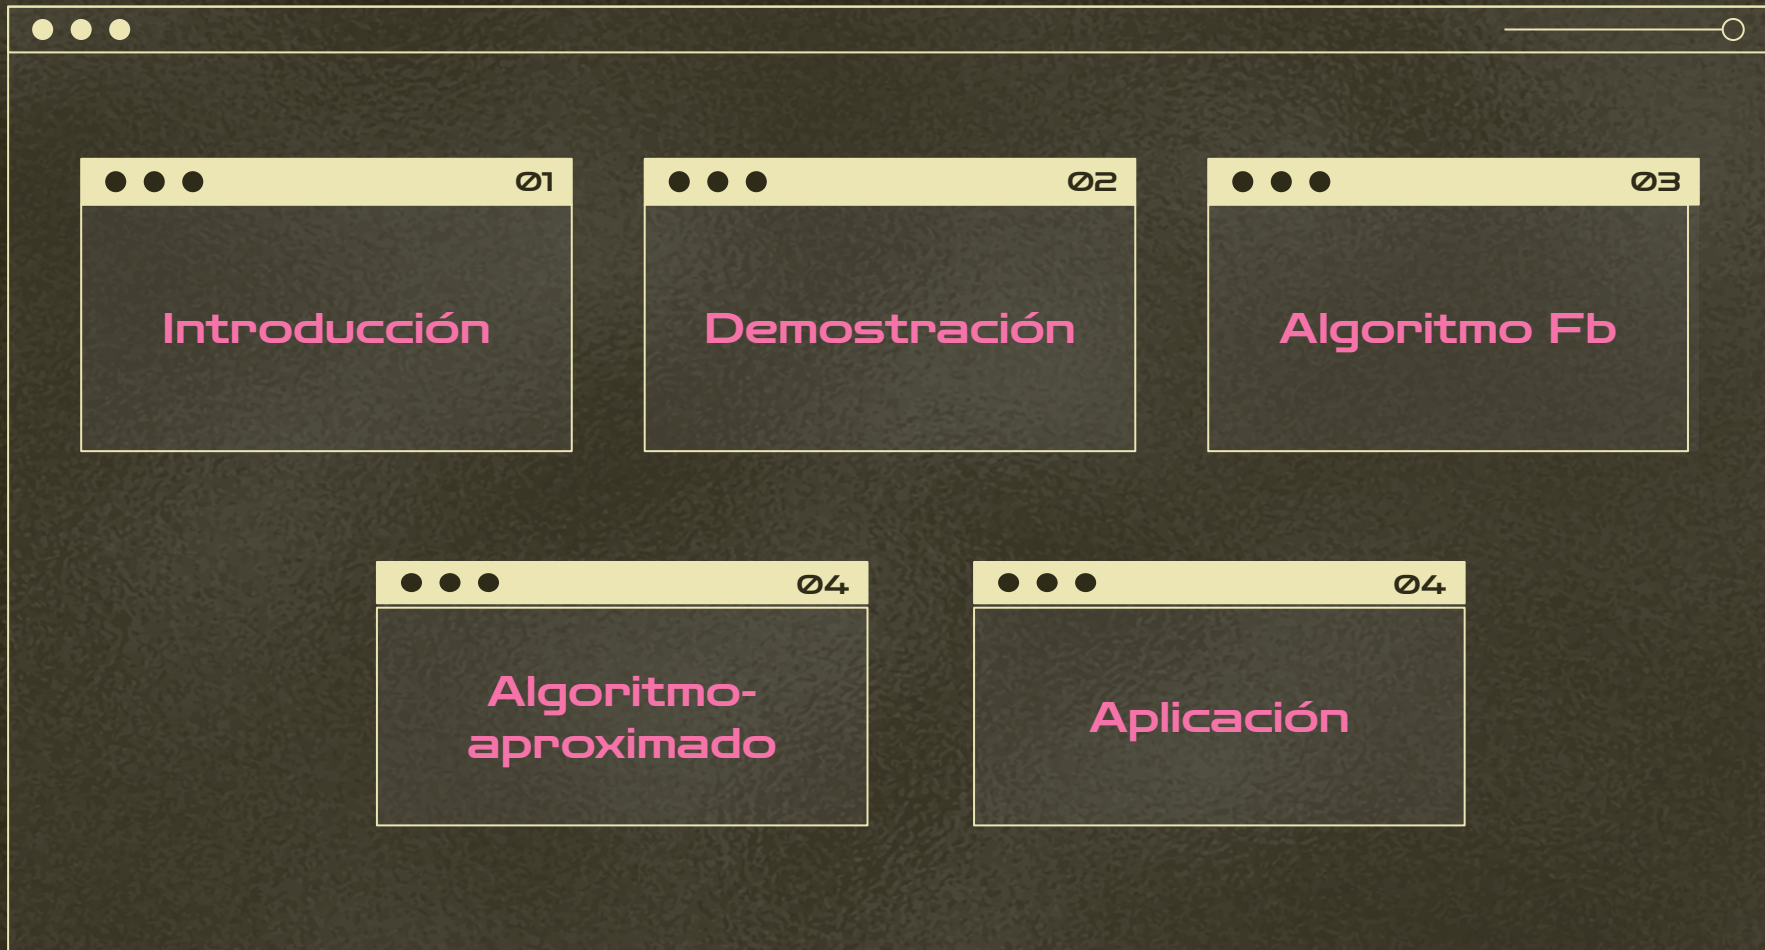 01
Introducción
02
Demostración
03
Algoritmo Fb
04
Algoritmo-
aproximado
04
Aplicación